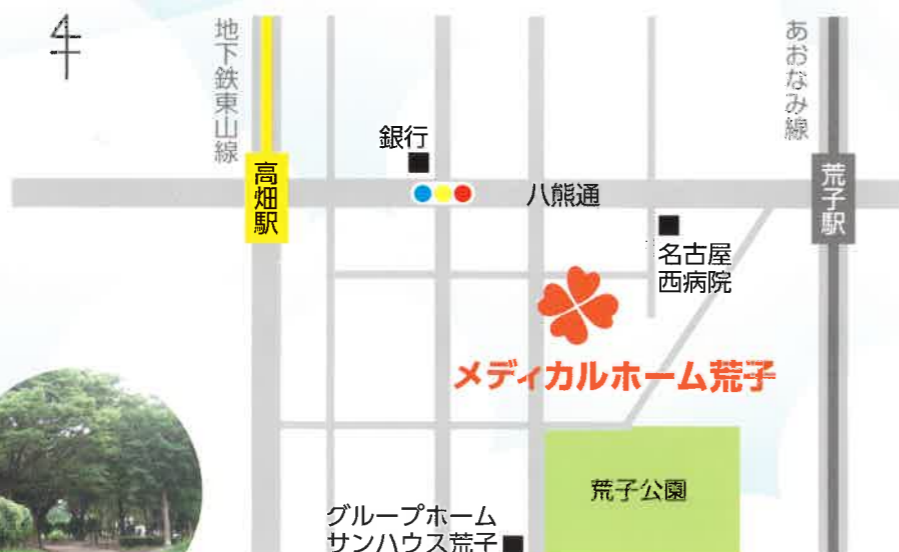 地下鉄東山線
あおなみ線
銀行
高畑駅
八熊通
荒子駅
名古屋
西病院
メディカルホーム荒子
荒子公園
グループホーム
サンハウス荒子